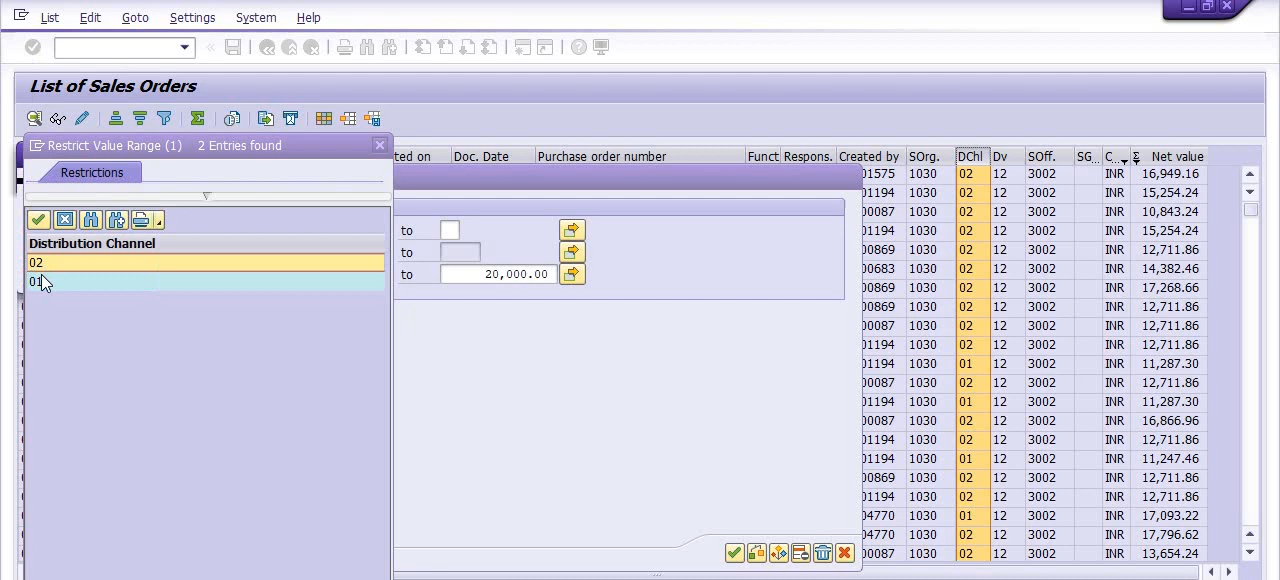 List Edit Goto Settings System Help
List of Sales Orders
Restrict Value Range (1) 2 Entries found
Restrictions
Distribution Channel
02
01
to
to
to 20,000.00
ted on Doc. Date Purchase order number Funct Respons. Created by SOrg. DChl Dv SOff. SG... C... Σ Net value
01575 1030 02 12 3002 INR 16,949.16
01194 1030 02 12 3002 INR 15,254.24
00087 1030 02 12 3002 INR 10,843.24
01194 1030 02 12 3002 INR 15,254.24
00869 1030 02 12 3002 INR 12,711.86
00683 1030 02 12 3002 INR 14,382.46
00869 1030 02 12 3002 INR 17,268.66
00869 1030 02 12 3002 INR 12,711.86
00087 1030 02 12 3002 INR 12,711.86
01194 1030 02 12 3002 INR 12,711.86
01194 1030 01 12 3002 INR 11,287.30
00087 1030 02 12 3002 INR 12,711.86
01194 1030 01 12 3002 INR 11,287.30
00087 1030 02 12 3002 INR 16,866.96
01194 1030 02 12 3002 INR 12,711.86
01194 1030 01 12 3002 INR 11,247.46
00869 1030 02 12 3002 INR 12,711.86
01194 1030 02 12 3002 INR 12,711.86
04770 1030 01 12 3002 INR 17,093.22
04770 1030 02 12 3002 INR 17,796.62
00087 1030 02 12 3002 INR 13,654.24